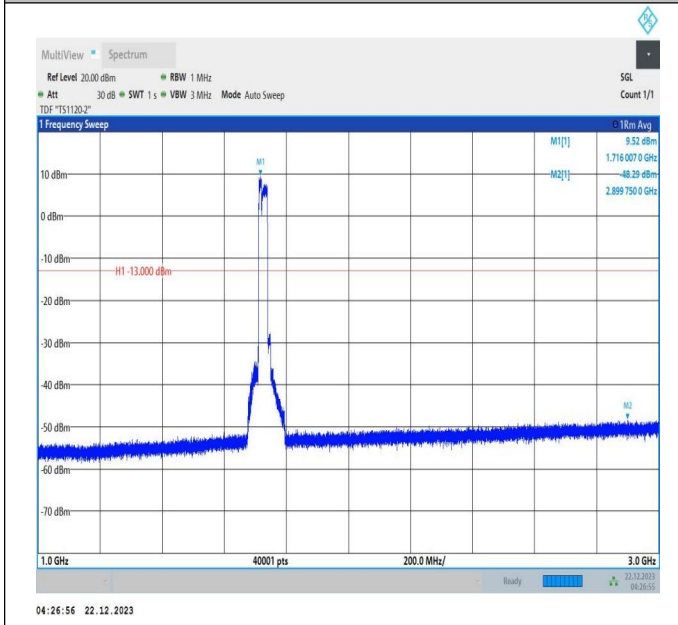 R&S
MultiView Spectrum
Ref Level 20.00 dBm RBW 1 MHz SGL
Att 30 dB SWT 1 s VBW 3 MHz Mode Auto Sweep Count 1/1
TDF "TS1120-2"
1 Frequency Sweep 1Rm Avg
M1[1] 9.52 dBm
1.716 007 0 GHz
M2[1] -48.29 dBm
2.899 750 0 GHz
M1
10 dBm
0 dBm
-10 dBm
H1 -13.000 dBm
-20 dBm
-30 dBm
-40 dBm
M2
-50 dBm
-60 dBm
-70 dBm
1.0 GHz 40001 pts 200.0 MHz/ 3.0 GHz
Ready 22.12.2023
04:26:55
04:26:56 22.12.2023